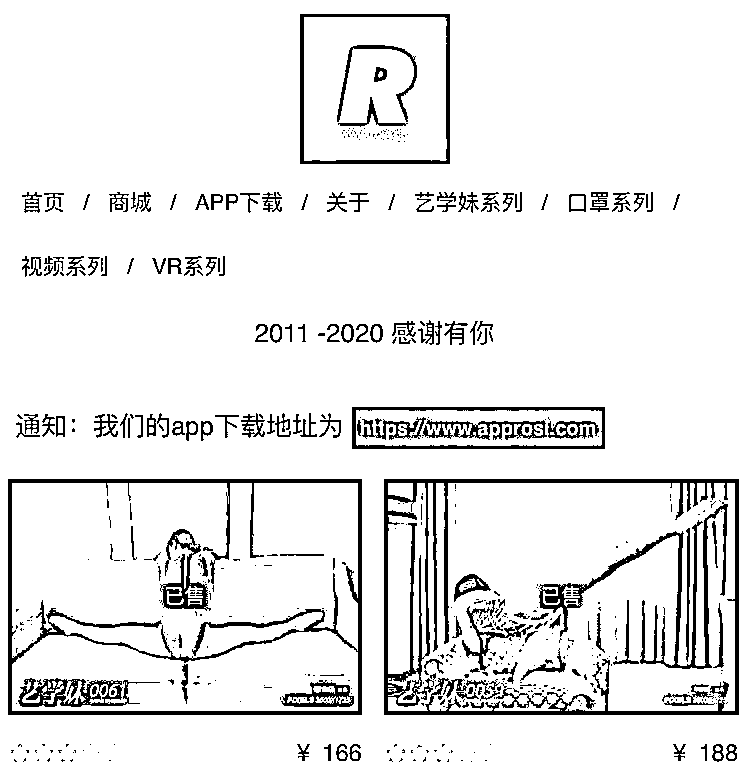 R
首页 / 商城 / APP下载 / 关于 / 艺学妹系列 / 口罩系列 /
视频系列 / VR系列
2011 -2020 感谢有你
通知：我们的app下载地址为 https://www.approsi.com
已售
已售
艺学妹0061
艺学妹
¥ 166
¥ 188